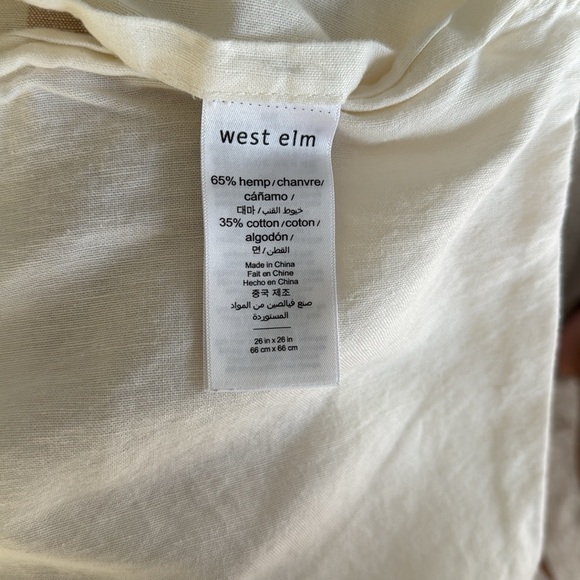 west elm
65% hemp/chanvre/
cáñamo/
대마/خيوط القنب/
35% cotton/coton/
algodón/
면/القطن/
Made in China
Fait en Chine
Hecho en China
중국 제조
صنع فيالصين من المواد
المستوردة
26 in x 26 in
66 cm x 66 cm